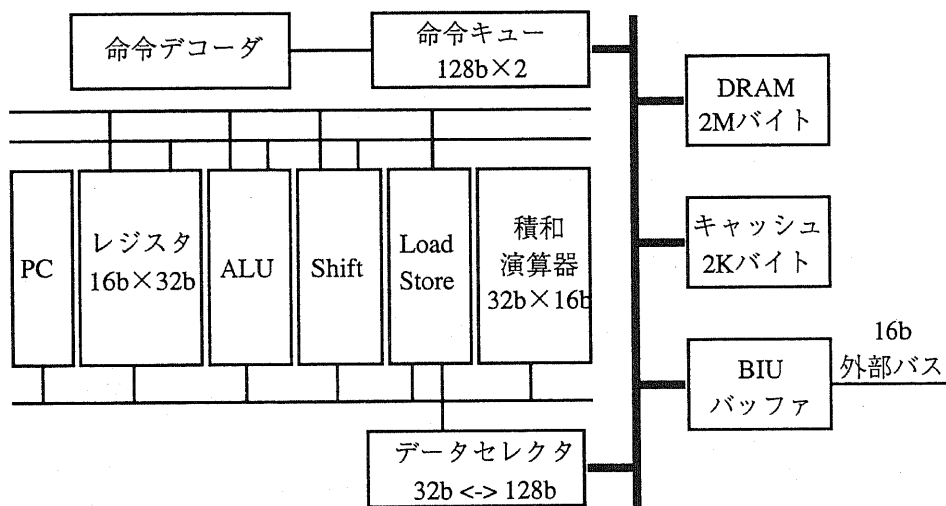 命令デコーダ
命令キュー
128b×2
DRAM
2Mバイト
PC
レジスタ
16b×32b
ALU
Shift
Load
Store
積和
演算器
32b×16b
キャッシュ
2Kバイト
BIU
バッファ
16b
外部バス
データセレクタ
32b <-> 128b